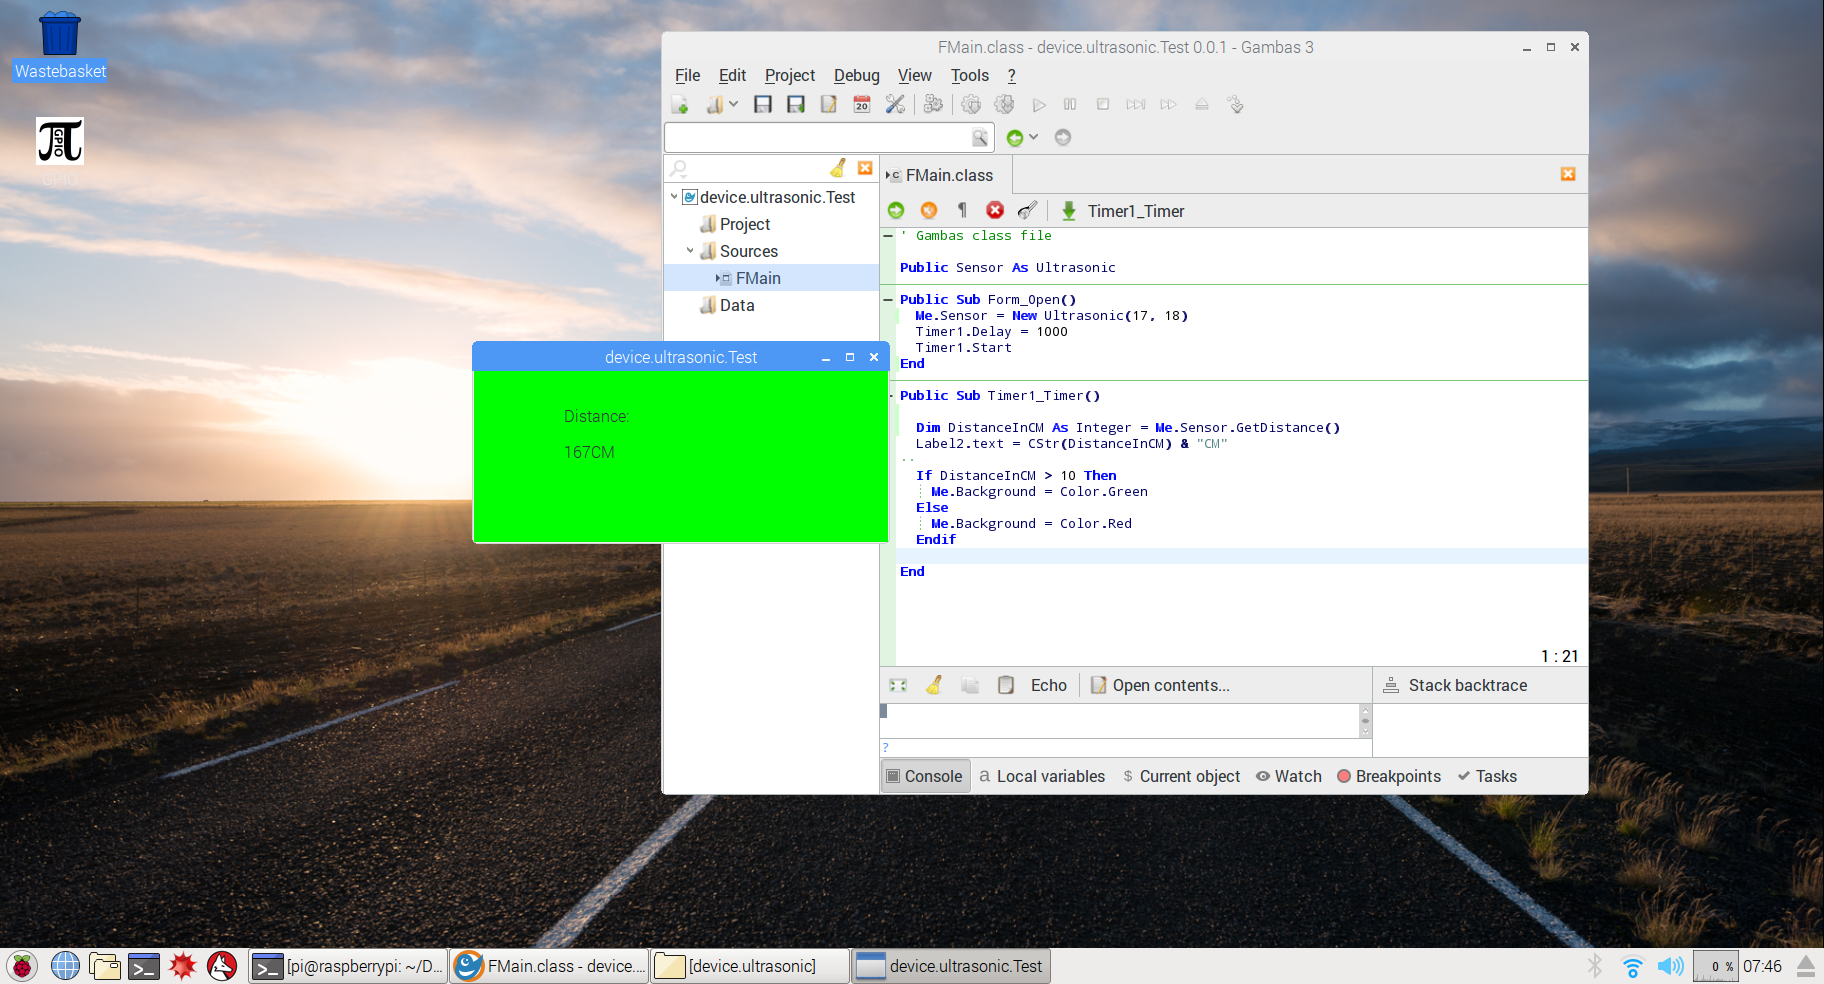 Wastebasket
GPIO
FMain.class - device.ultrasonic.Test 0.0.1 - Gambas 3
File Edit Project Debug View Tools ?
20
device.ultrasonic.Test
Project
Sources
FMain
Data
FMain.class
Timer1_Timer
' Gambas class file
Public Sensor As Ultrasonic
Public Sub Form_Open()
Me.Sensor = New Ultrasonic(17, 18)
Timer1.Delay = 1000
Timer1.Start
End
Public Sub Timer1_Timer()
Dim DistanceInCM As Integer = Me.Sensor.GetDistance()
Label2.text = CStr(DistanceInCM) & "CM"
If DistanceInCM > 10 Then
Me.Background = Color.Green
Else
Me.Background = Color.Red
Endif
End
1 : 21
device.ultrasonic.Test
Distance:
167CM
Echo Open contents... Stack backtrace
?
Console a Local variables $ Current object Watch Breakpoints Tasks
[pi@raspberrypi: ~/D... FMain.class - device.... [device.ultrasonic] device.ultrasonic.Test 0 % 07:46